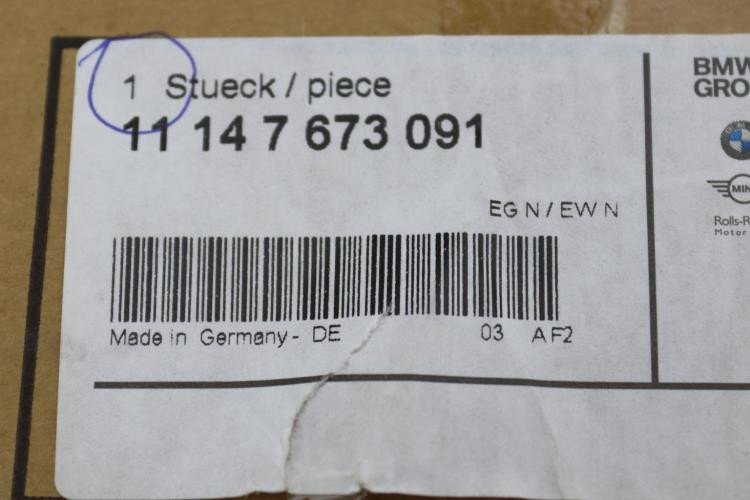 1 Stueck / piece
11 14 7 673 091
EG N / EW N
Made in Germany - DE 03 AF2
BMW
GRO
MIN
Rolls-R
Motor